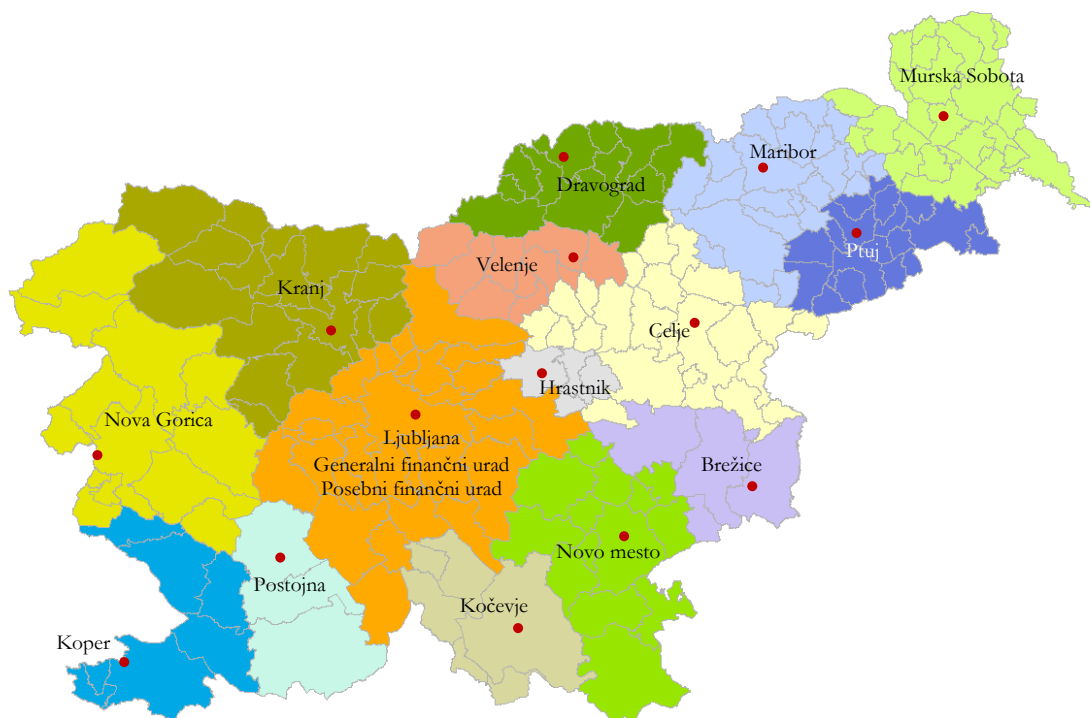 Murska Sobota
Maribor
Dravograd
Ptuj
Velenje
Kranj
Celje
Hrastnik
Nova Gorica
Ljubljana
Generalni finančni urad
Posebni finančni urad
Brežice
Novo mesto
Postojna
Kočevje
Koper